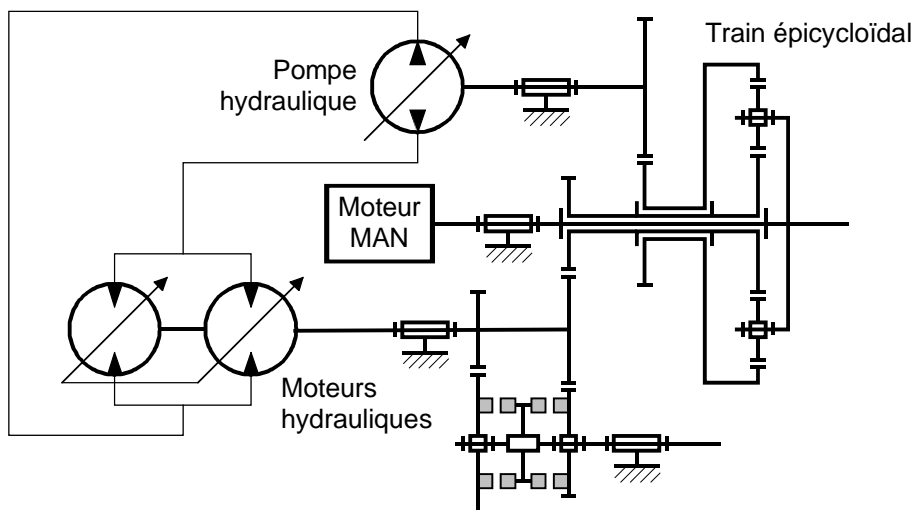 Train épicycloïdal
Pompe
hydraulique
Moteur
MAN
Moteurs
hydrauliques